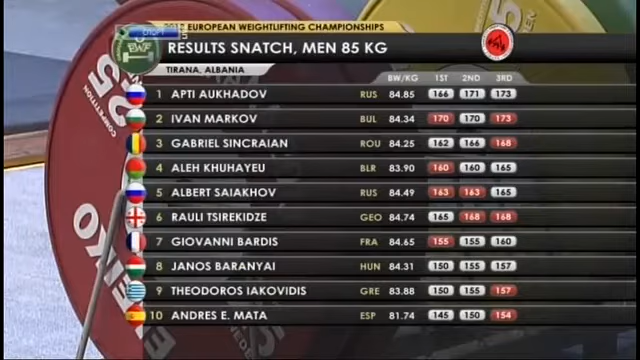 2013 EUROPEAN WEIGHTLIFTING CHAMPIONSHIPS
EWF
RESULTS SNATCH, MEN 85 KG
TIRANA, ALBANIA
BW/KG 1ST 2ND 3RD
1 APTI AUKHADOV RUS 84.85 166 171 173
2 IVAN MARKOV BUL 84.34 170 170 173
3 GABRIEL SINCRAIAN ROU 84.25 162 166 168
4 ALEH KHUHAYEU BLR 83.90 160 160 165
5 ALBERT SAIAKHOV RUS 84.49 163 163 165
6 RAULI TSIREKIDZE GEO 84.74 165 168 168
7 GIOVANNI BARDIS FRA 84.65 155 155 160
8 JANOS BARANYAI HUN 84.31 150 155 157
9 THEODOROS IAKOVIDIS GRE 83.88 150 155 157
10 ANDRES E. MATA ESP 81.74 145 150 154
COMPETITION
25
ELEIKO